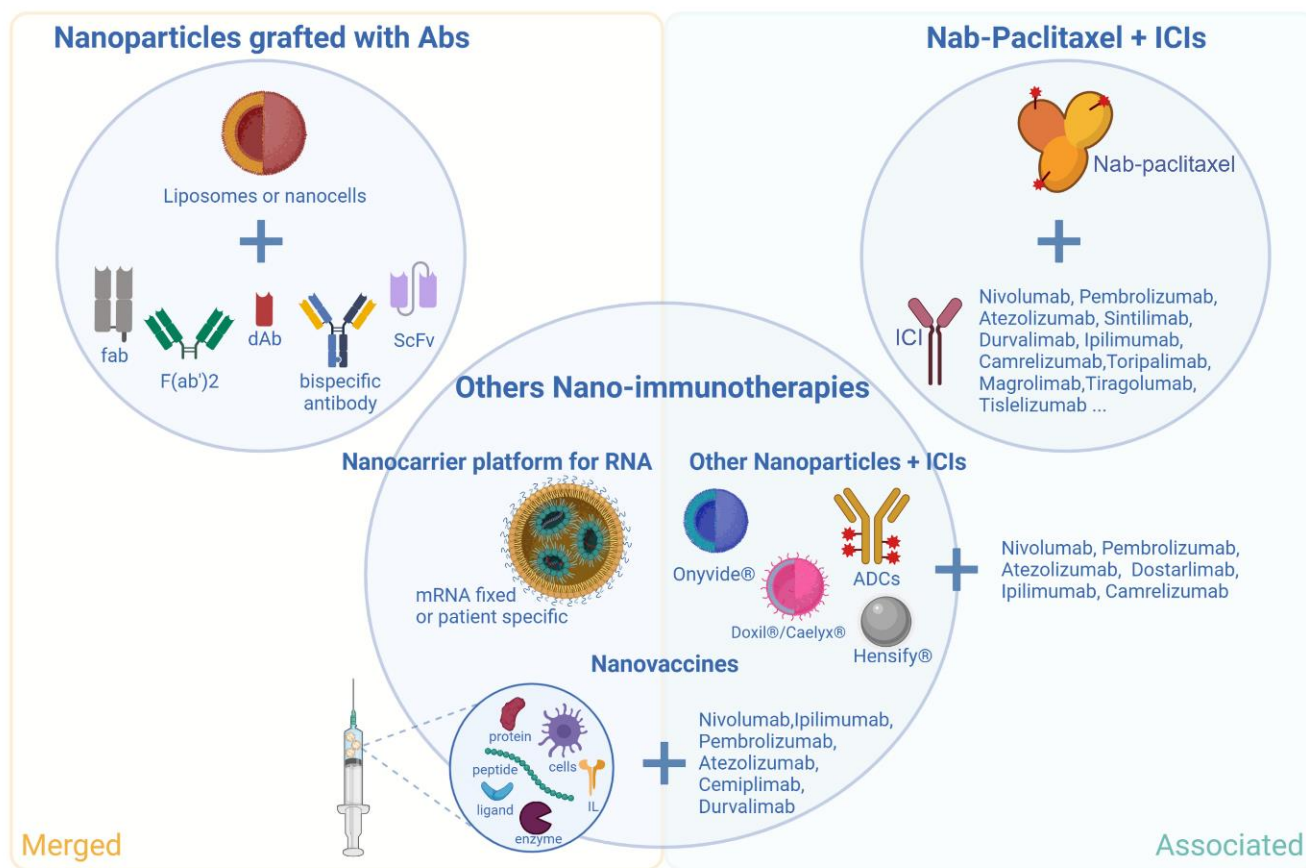 Nanoparticles grafted with Abs
Liposomes or nanocells
fab
F(ab')2
dAb
bispecific
antibody
ScFv
Nab-Paclitaxel + ICIs
Nab-paclitaxel
ICI
Nivolumab, Pembrolizumab,
Atezolizumab, Sintilimab,
Durvalimab, Ipilimumab,
Camrelizumab,Toripalimab,
Magrolimab,Tiragolumab,
Tislelizumab ...
Others Nano-immunotherapies
Nanocarrier platform for RNA
mRNA fixed
or patient specific
Other Nanoparticles + ICIs
Onyvide®
ADCs
Doxil®/Caelyx®
Hensify®
Nivolumab, Pembrolizumab,
Atezolizumab, Dostarlimab,
Ipilimumab, Camrelizumab
Nanovaccines
protein
cells
peptide
ligand
IL
enzyme
Nivolumab,Ipilimumab,
Pembrolizumab,
Atezolizumab,
Cemiplimab,
Durvalimab
Merged
Associated